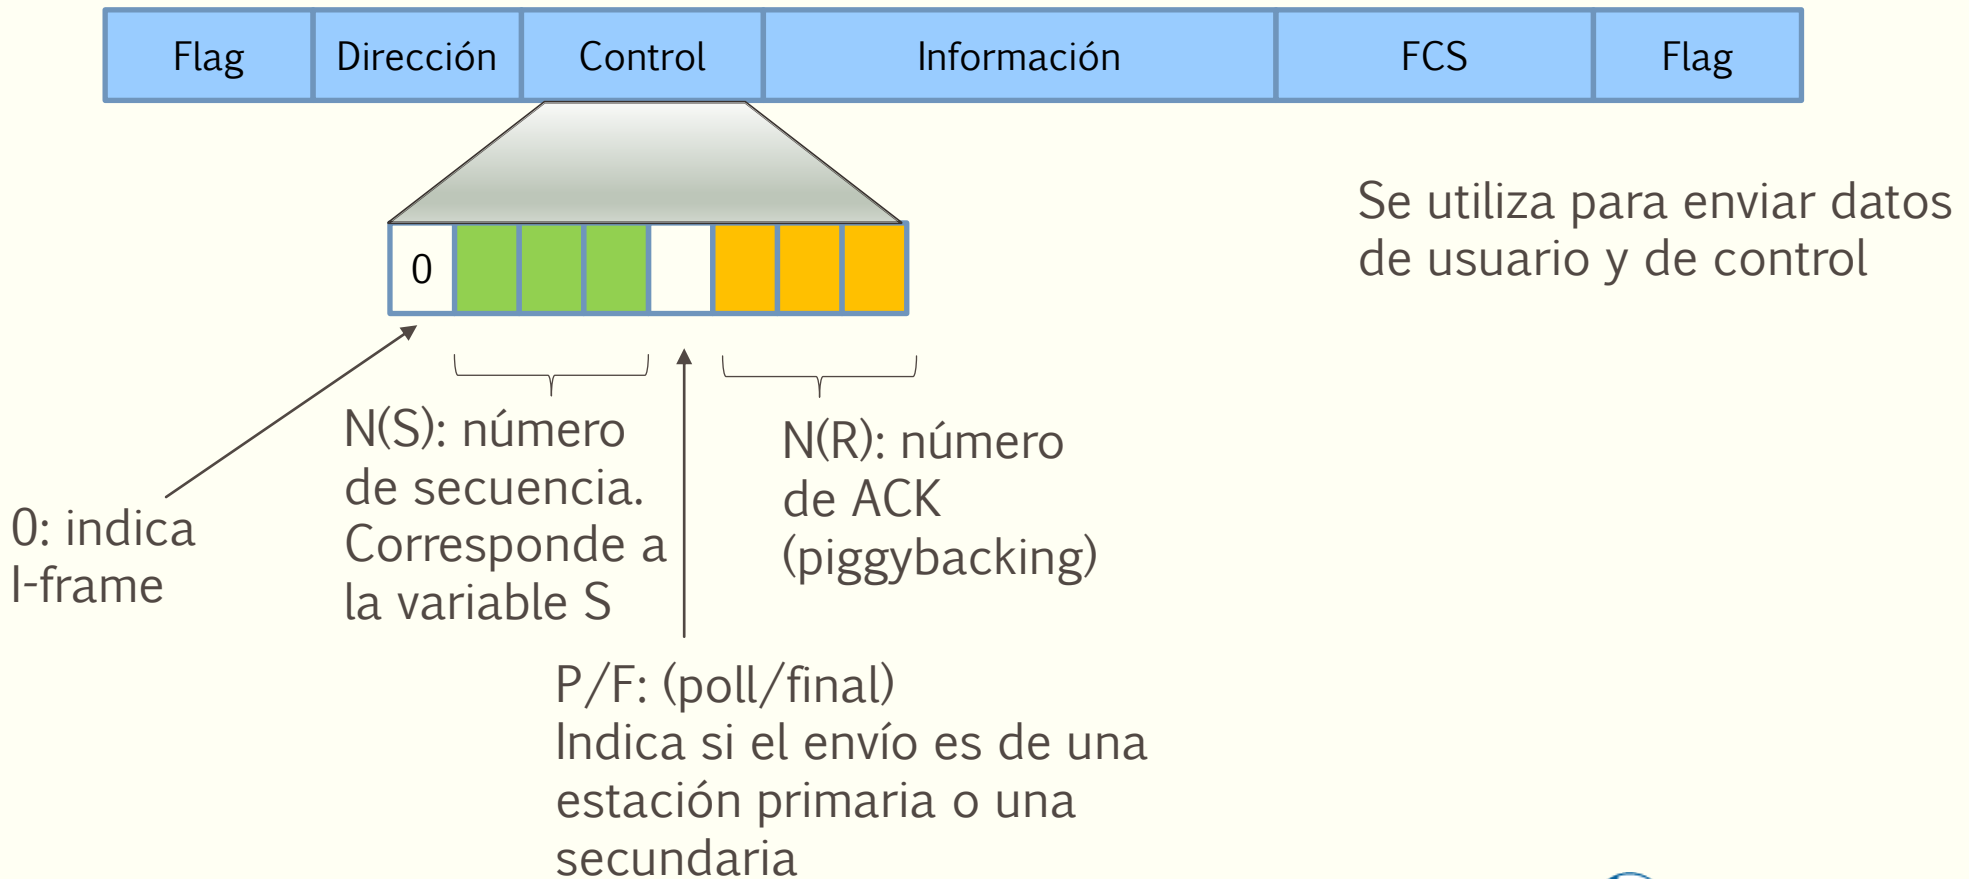 Flag Dirección Control Información FCS Flag
Se utiliza para enviar datos
de usuario y de control
0
0: indica
I-frame
N(S): número
de secuencia.
Corresponde a
la variable S
N(R): número
de ACK
(piggybacking)
P/F: (poll/final)
Indica si el envío es de una
estación primaria o una
secundaria